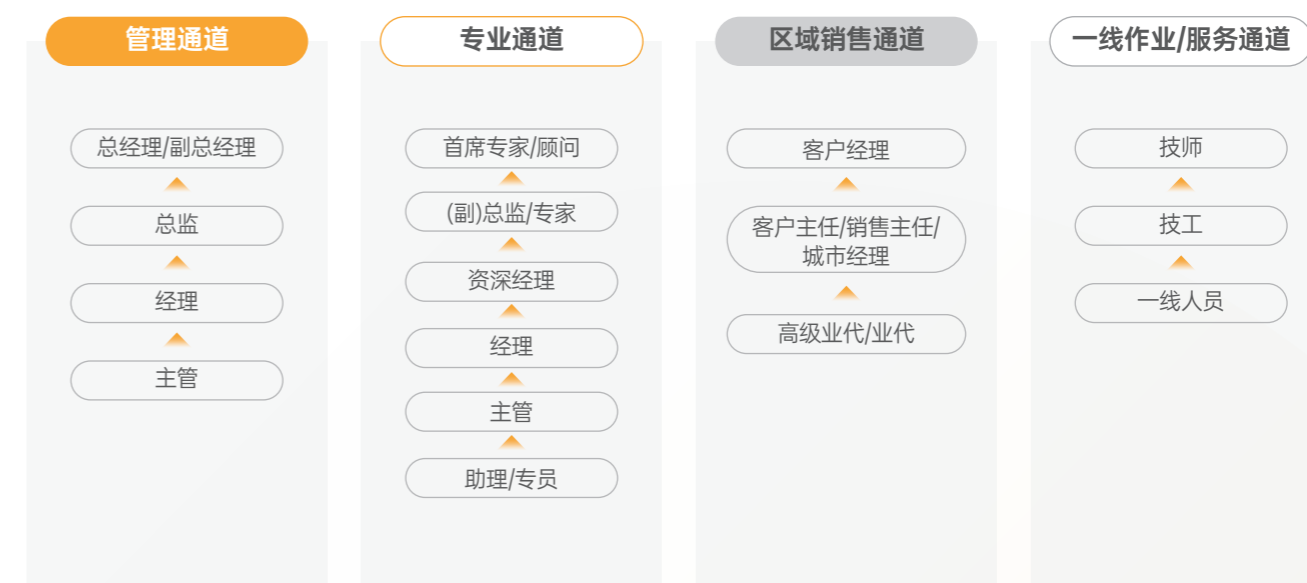 管理通道
总经理/副总经理
总监
经理
主管
专业通道
首席专家/顾问
(副)总监/专家
资深经理
经理
主管
助理/专员
区域销售通道
客户经理
客户主任/销售主任/
城市经理
高级业代/业代
一线作业/服务通道
技师
技工
一线人员